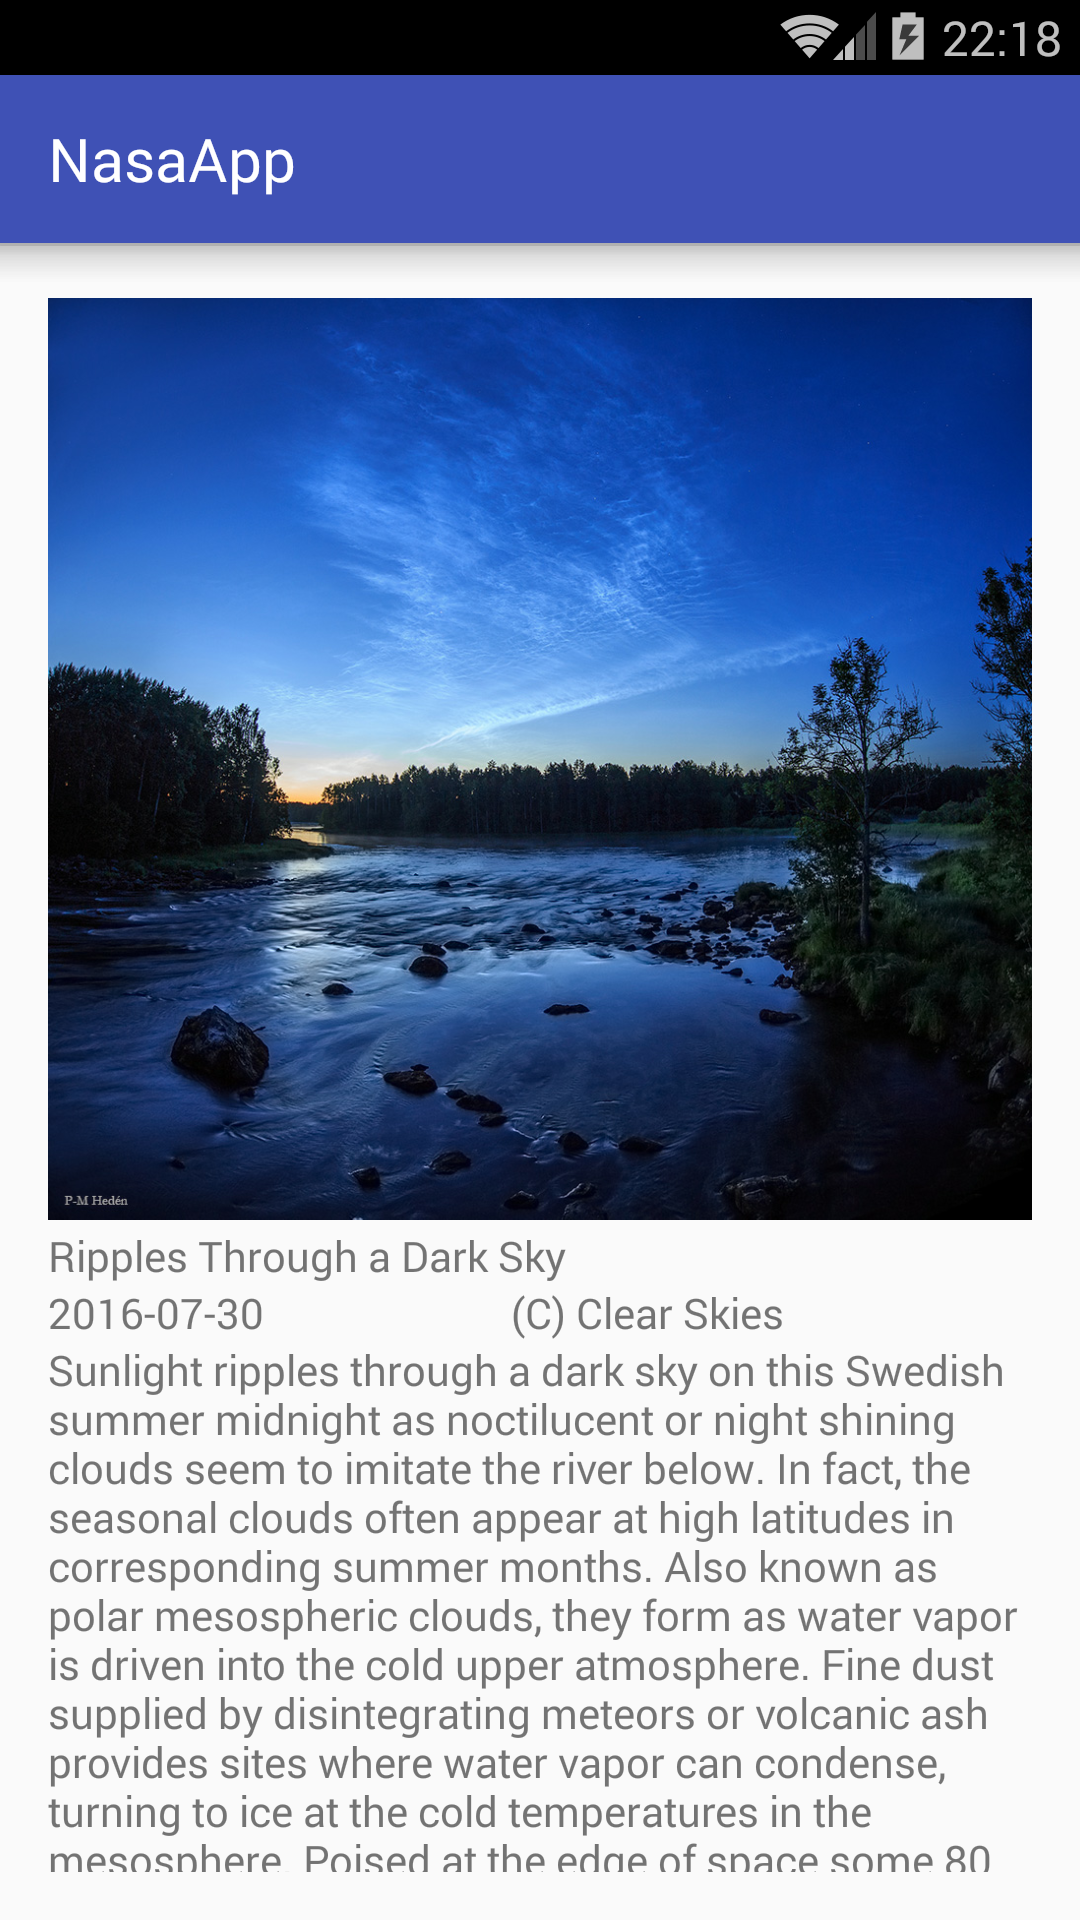 22:18
NasaApp
P-M Hedén
Ripples Through a Dark Sky
2016-07-30 (C) Clear Skies
Sunlight ripples through a dark sky on this Swedish
summer midnight as noctilucent or night shining
clouds seem to imitate the river below. In fact, the
seasonal clouds often appear at high latitudes in
corresponding summer months. Also known as
polar mesospheric clouds, they form as water vapor
is driven into the cold upper atmosphere. Fine dust
supplied by disintegrating meteors or volcanic ash
provides sites where water vapor can condense,
turning to ice at the cold temperatures in the
mesosphere. Poised at the edge of space some 80